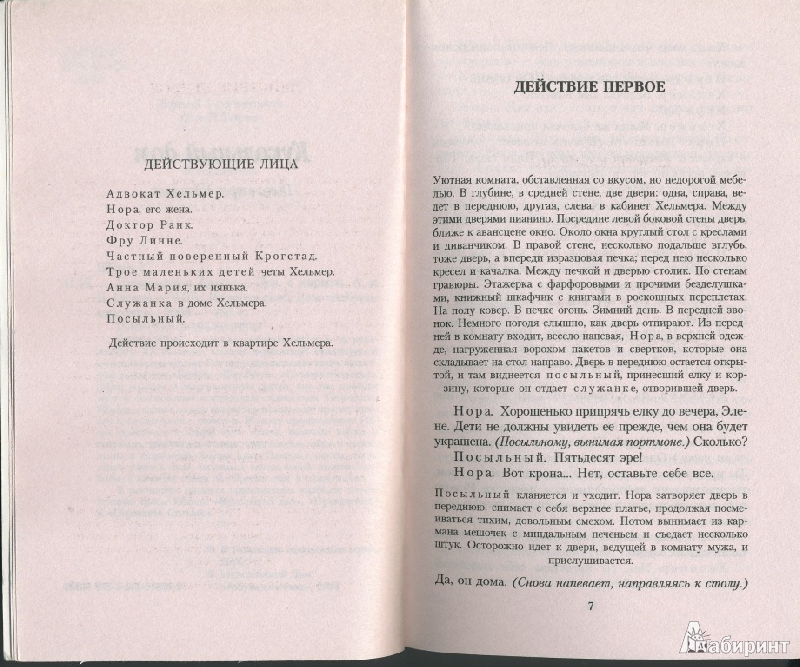 ДЕЙСТВУЮЩИЕ ЛИЦА
Адвокат Хельмер.
Нора, его жена.
Доктор Ранк.
Фру Линне.
Частный поверенный Крогстад.
Трое маленьких детей четы Хельмер.
Анна Мария, их нянька.
Служанка в доме Хельмера.
Посыльный.
Действие происходит в квартире Хельмера.
ДЕЙСТВИЕ ПЕРВОЕ
Уютная комната, обставленная со вкусом, но недорогой мебе-
лью. В глубине, в средней стене, две двери: одна, справа, ве-
дет в переднюю, другая, слева, в кабинет Хельмера. Между
этими дверями пианино. Посредине левой боковой стены дверь,
ближе к авансцене окно. Около окна круглый стол с креслами
и диванчиком. В правой стене, несколько подальше вглубь,
тоже дверь, а впереди изразцовая печка; перед нею несколько
кресел и качалка. Между печкой и дверью столик. По стенам
гравюры. Этажерка с фарфоровыми и прочими безделушка-
ми, книжный шкафчик с книгами в роскошных переплетах.
На полу ковер. В печке огонь. Зимний день. В передней зво-
нок. Немного погодя слышно, как дверь отпирают. Из перед-
ней в комнату входит, весело напевая, Нора, в верхней одеж-
де, нагруженная ворохом пакетов и свертков, которые она
складывает на стол направо. Дверь в переднюю остается откры-
той, и там виднеется посыльный, принесший елку и кор-
зину, которые он отдает служанке, отворившей дверь.
Нора. Хорошенько припрячь елку до вечера, Эле-
не. Дети не должны увидеть ее прежде, чем она будет
украшена. (Посыльному, вынимая портмоне.) Сколько?
Посыльный. Пятьдесят эре!
Нора. Вот крона... Нет, оставьте себе все.
Посыльный кланяется и уходит. Нора затворяет дверь в
переднюю, снимает с себя верхнее платье, продолжая посме-
иваться тихим, довольным смехом. Потом вынимает из кар-
мана мешочек с миндальным печеньем и съедает несколько
штук. Осторожно идет к двери, ведущей в комнату мужа, и
прислушивается.
Да, он дома. (Снова напевает, направляясь к столу.)
7
Лабиринт